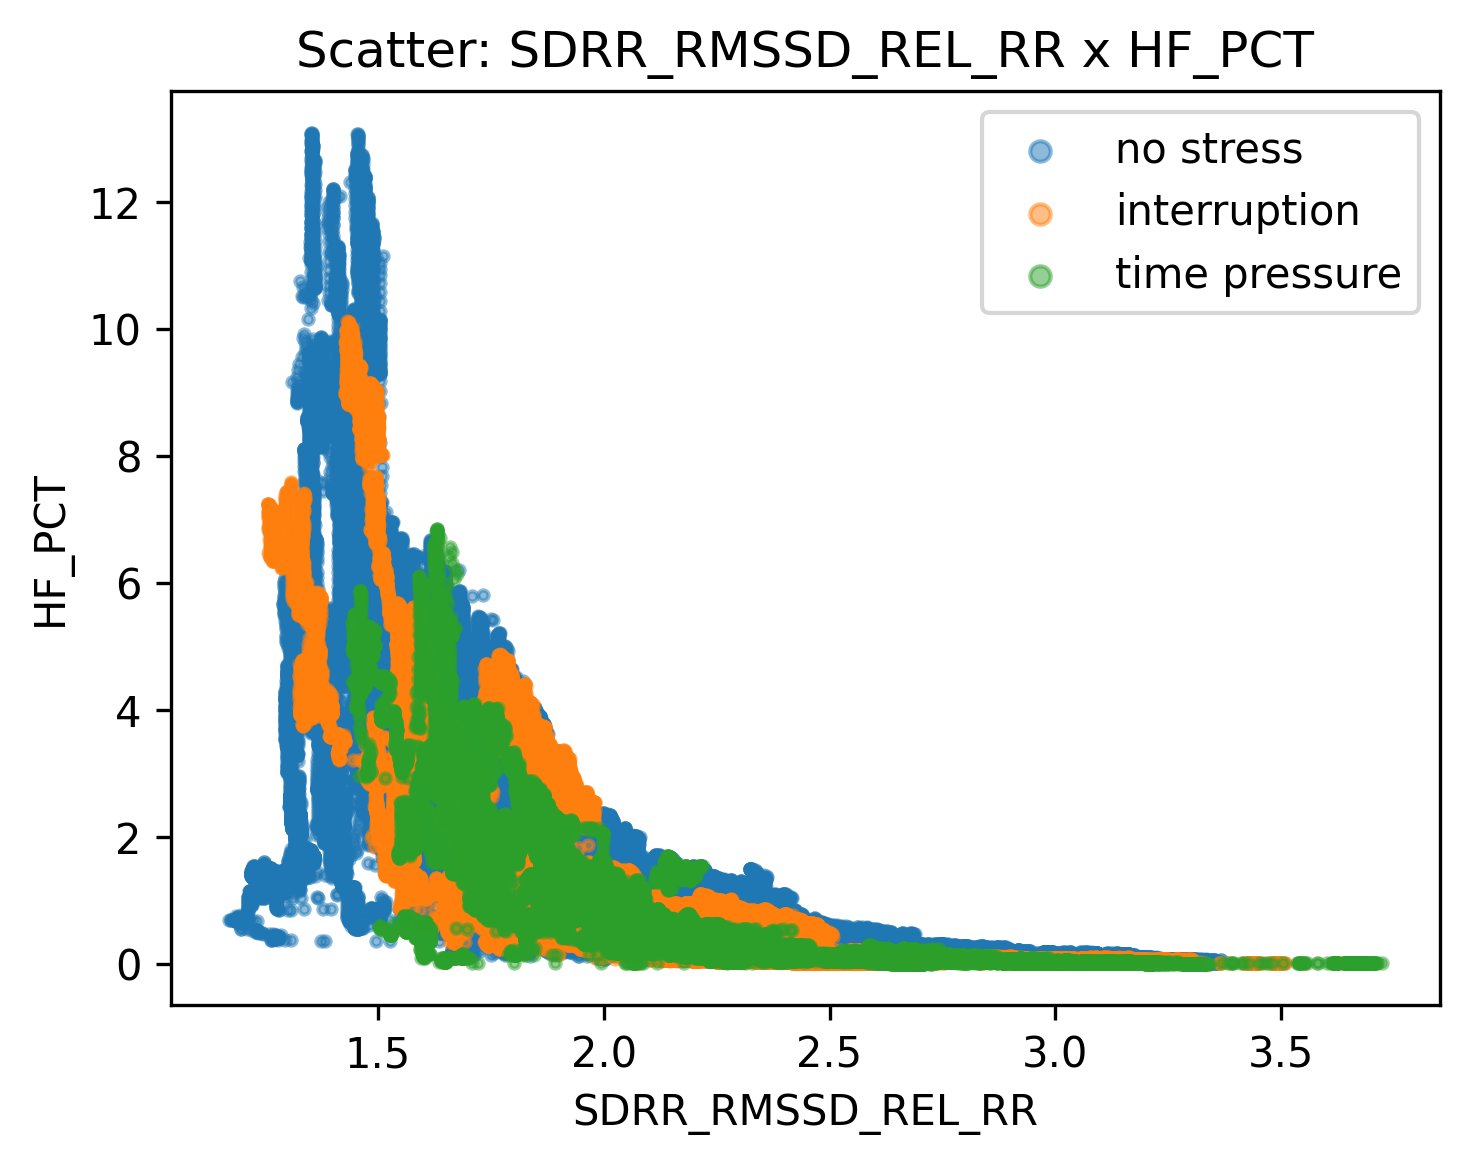 Scatter: SDRR_RMSSD_REL_RR x HF_PCT
no stress
interruption
time pressure
HF_PCT
12
10
8
6
4
2
0
1.5 2.0 2.5 3.0 3.5
SDRR_RMSSD_REL_RR